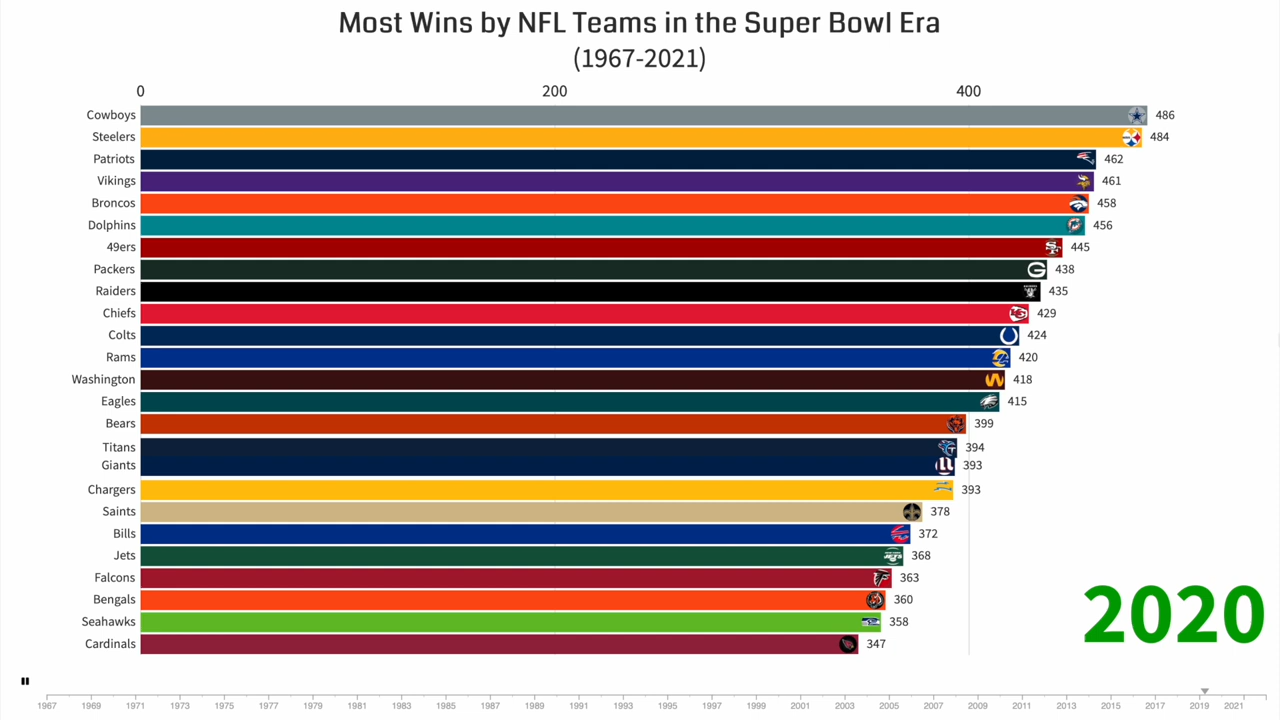 Most Wins by NFL Teams in the Super Bowl Era
(1967-2021)
0 200 400
Cowboys 486
Steelers 484
Patriots 462
Vikings 461
Broncos 458
Dolphins 456
49ers 445
Packers 438
Raiders 435
Chiefs 429
Colts 424
Rams 420
Washington 418
Eagles 415
Bears 399
Titans 394
Giants 393
Chargers 393
Saints 378
Bills 372
Jets 368
Falcons 363
Bengals 360
Seahawks 358
Cardinals 347
2020
1967 1969 1971 1973 1975 1977 1979 1981 1983 1985 1987 1989 1991 1993 1995 1997 1999 2001 2003 2005 2007 2009 2011 2013 2015 2017 2019 2021